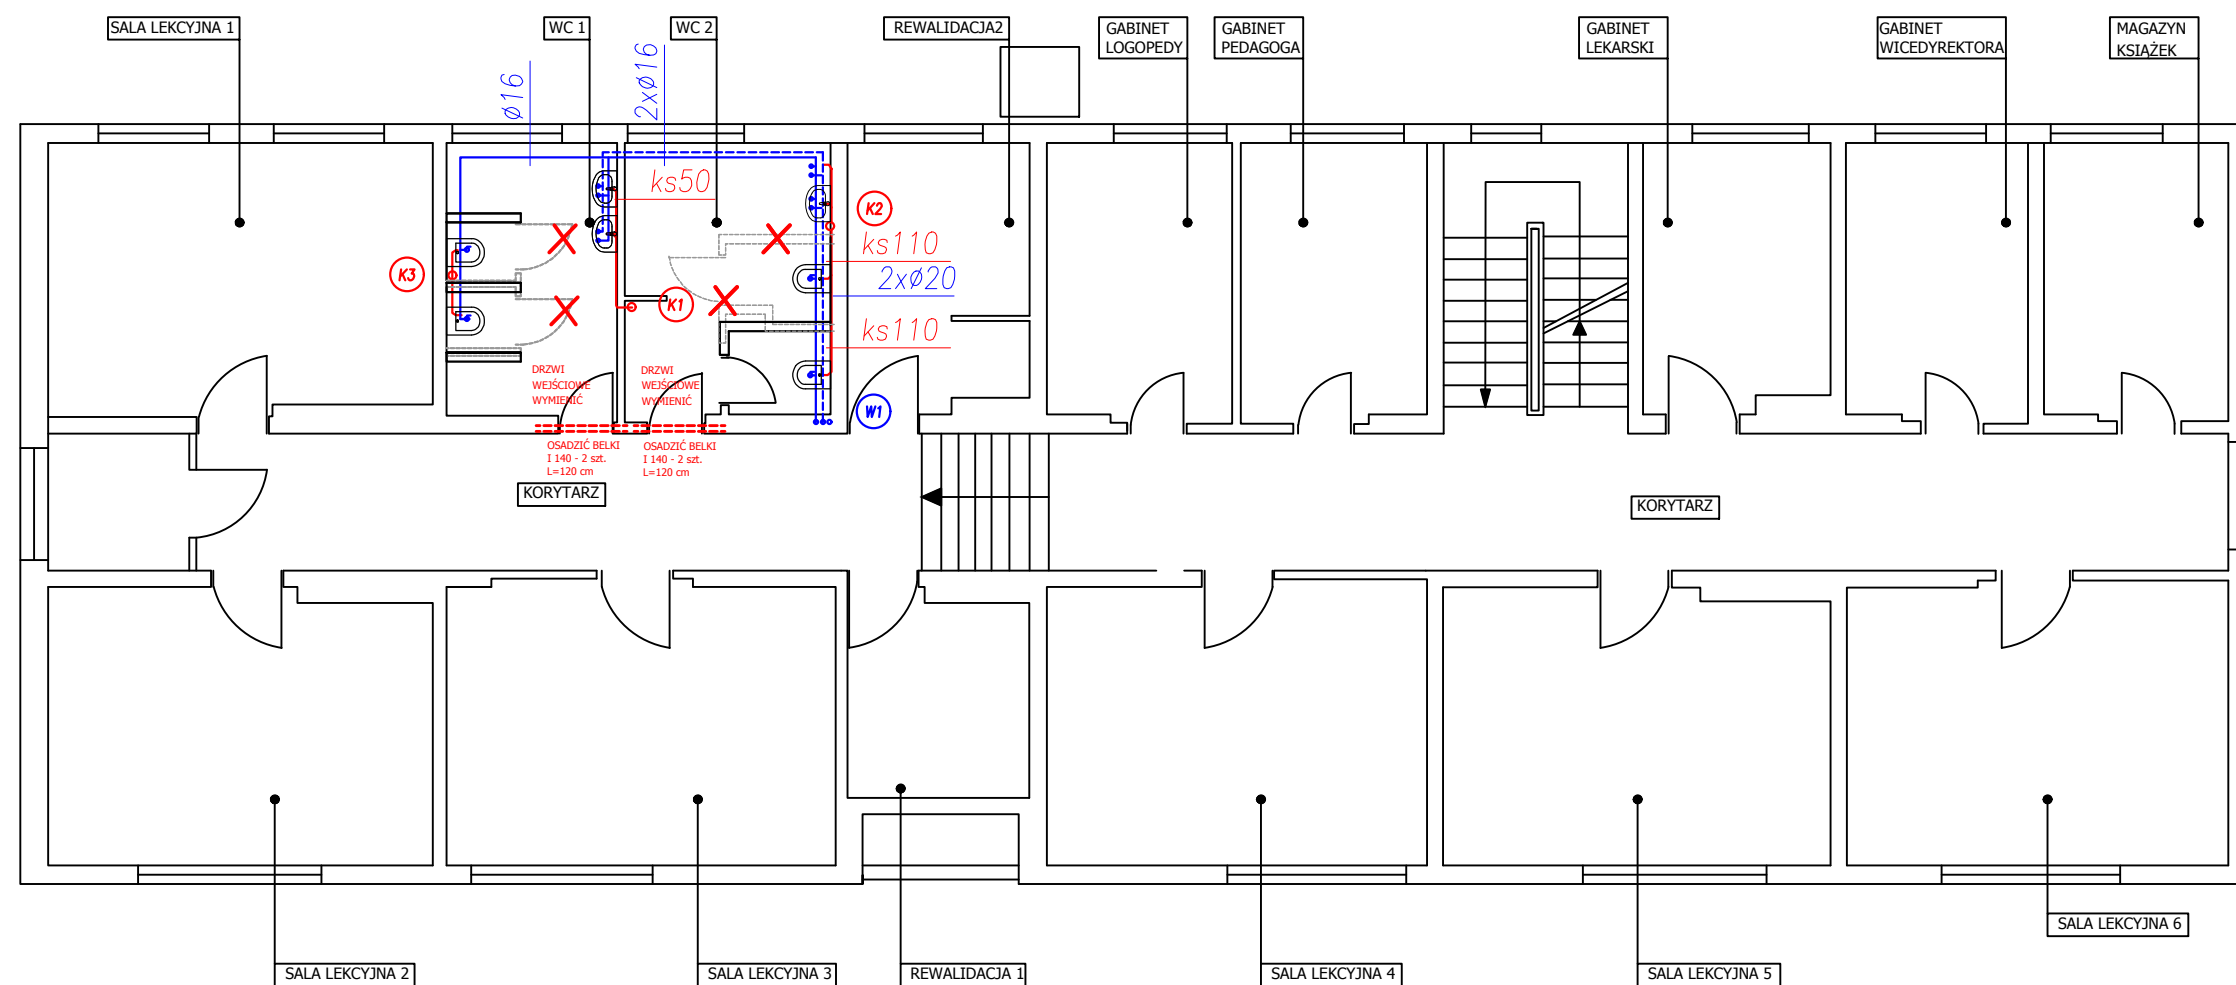 SALA LEKCYJNA 1
WC 1
WC 2
REWALIDACJA2
GABINET
LOGOPEDY
GABINET
PEDAGOGA
GABINET
LEKARSKI
GABINET
WICEDYREKTORA
MAGAZYN
KSIĄŻEK
ø16
2xø16
ks50
K2
ks110
2xø20
K3
K1
ks110
DRZWI
WEJŚCIOWE
WYMIENIĆ
DRZWI
WEJŚCIOWE
WYMIENIĆ
W1
OSADZIĆ BELKI
I 140 - 2 szt.
L=120 cm
OSADZIĆ BELKI
I 140 - 2 szt.
L=120 cm
KORYTARZ
KORYTARZ
SALA LEKCYJNA 6
SALA LEKCYJNA 2
SALA LEKCYJNA 3
REWALIDACJA 1
SALA LEKCYJNA 4
SALA LEKCYJNA 5